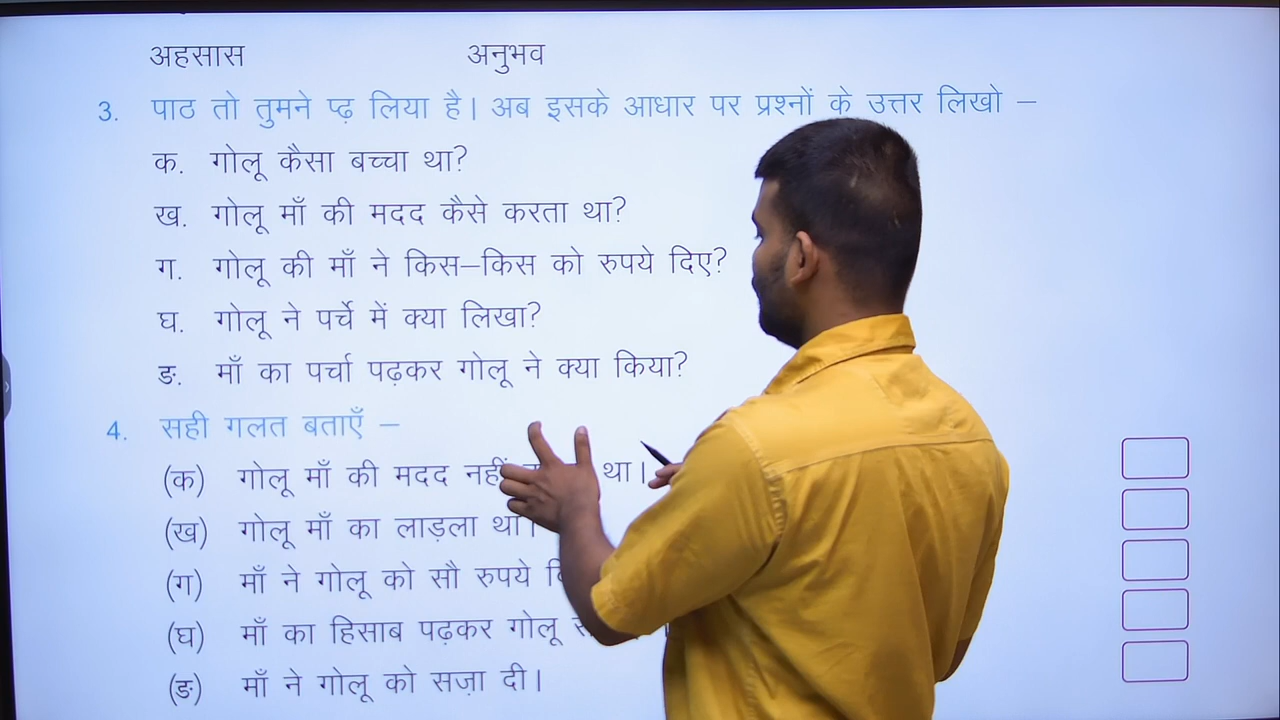 अहसास अनुभव
3. पाठ तो तुमने प्ढ़ लिया है। अब इसके आधार पर प्रश्नों के उत्तर लिखो –
क. गोलू कैसा बच्चा था?
ख. गोलू माँ की मदद कैसे करता था?
ग. गोलू की माँ ने किस–किस को रुपये दिए?
घ. गोलू ने पर्चे में क्या लिखा?
ङ. माँ का पर्चा पढ़कर गोलू ने क्या किया?
4. सही गलत बताएँ –
(क) गोलू माँ की मदद नहीं था।
(ख) गोलू माँ का लाड़ला था।
(ग) माँ ने गोलू को सौ रुपये
(घ) माँ का हिसाब पढ़कर गोलू
(ङ) माँ ने गोलू को सज़ा दी।